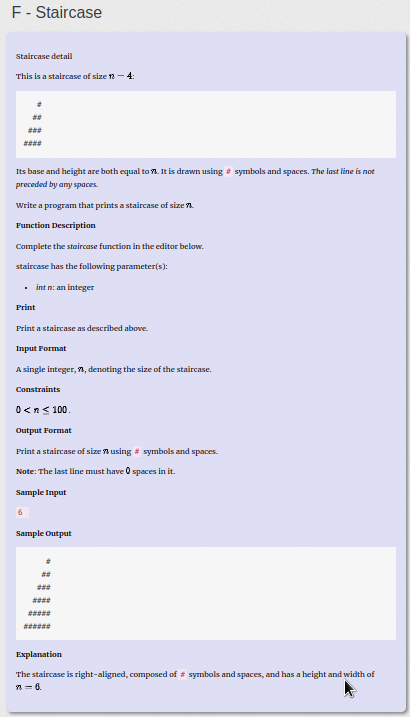 F - Staircase
Staircase detail
This is a staircase of size n = 4:
#
##
###
####
Its base and height are both equal to n. It is drawn using # symbols and spaces. The last line is not
preceded by any spaces.
Write a program that prints a staircase of size n.
Function Description
Complete the staircase function in the editor below.
staircase has the following parameter(s):
• int n: an integer
Print
Print a staircase as described above.
Input Format
A single integer, n, denoting the size of the staircase.
Constraints
0 < n ≤ 100 .
Output Format
Print a staircase of size n using # symbols and spaces.
Note: The last line must have 0 spaces in it.
Sample Input
6
Sample Output
#
##
###
####
#####
######
Explanation
The staircase is right-aligned, composed of # symbols and spaces, and has a height and width of
n = 6.